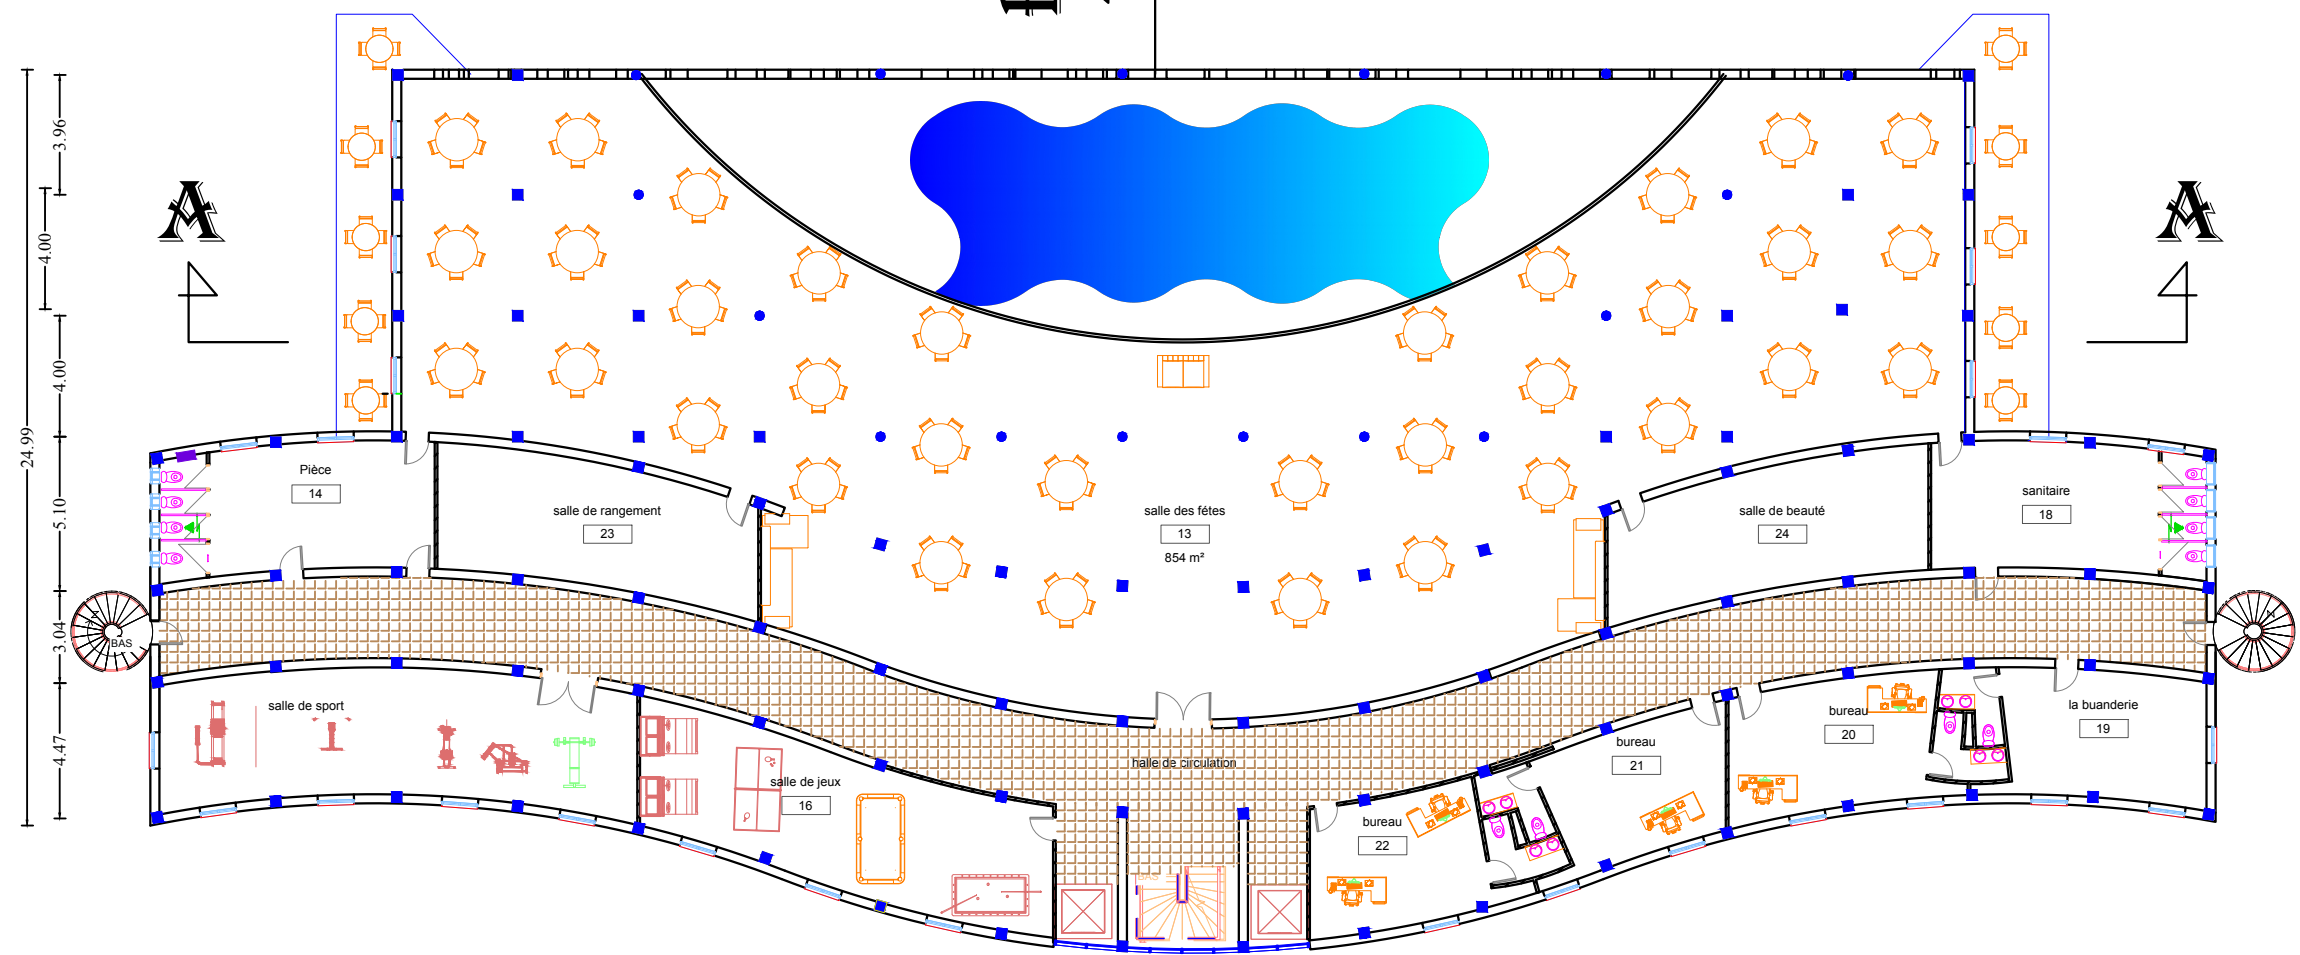 3.96
A
A
4.00
4.00
24.99
Pièce
14
5.10
salle de rangement
23
salle des fétes
13
854 m²
salle de beauté
24
sanitaire
18
3.04
BAS
salle de sport
4.47
salle de jeux
16
halle de circulation
bureau
22
bureau
21
bureau
20
la buanderie
19
BAS